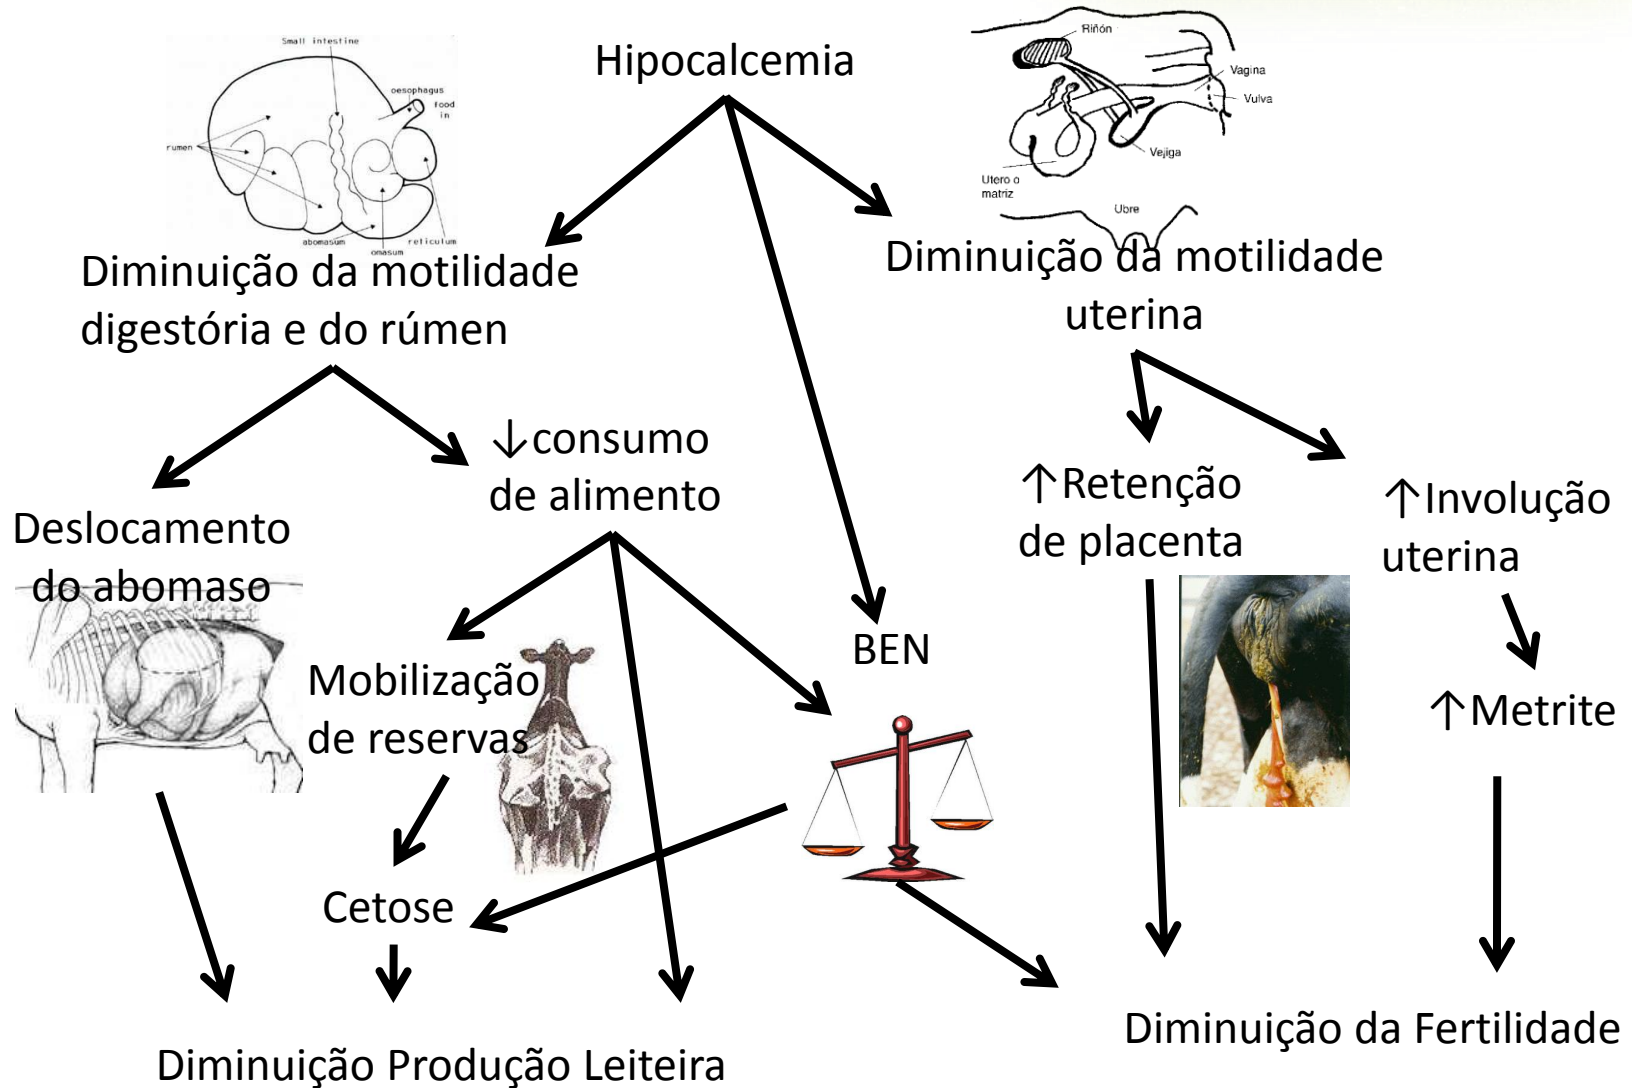 Hipocalcemia
Small intestine
oesophagus
food
in
rumen
abomasum
omasum
reticulum
Riñón
Vagina
Vulva
Vejiga
Utero o
matriz
Ubre
Diminuição da motilidade
digestória e do rúmen
Diminuição da motilidade
uterina
↓consumo
de alimento
Deslocamento
do abomaso
↑Retenção
de placenta
↑Involução
uterina
BEN
Mobilização
de reservas
↑Metrite
Cetose
Diminuição da Fertilidade
Diminuição Produção Leiteira